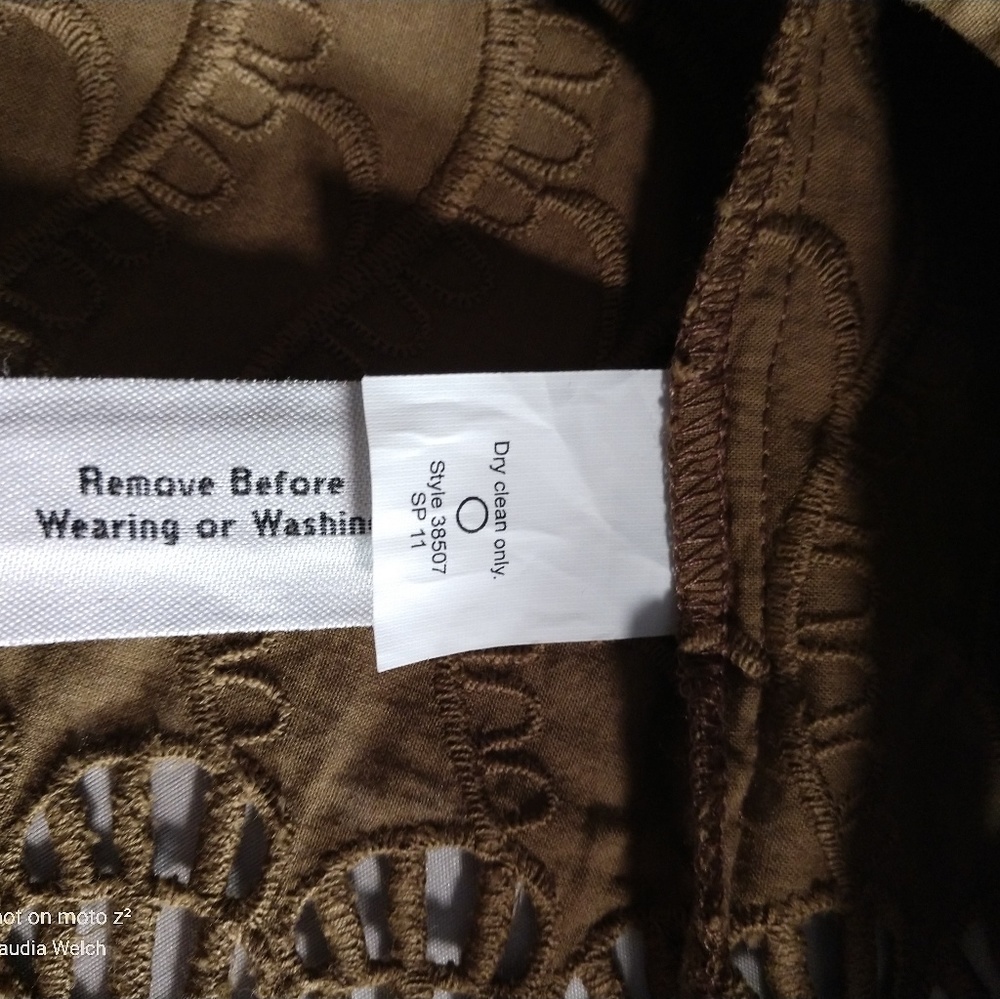 Remove Before
Wearing or Washin
Dry clean only.
Style 38507
SP 11
hot on moto z²
audia Welch